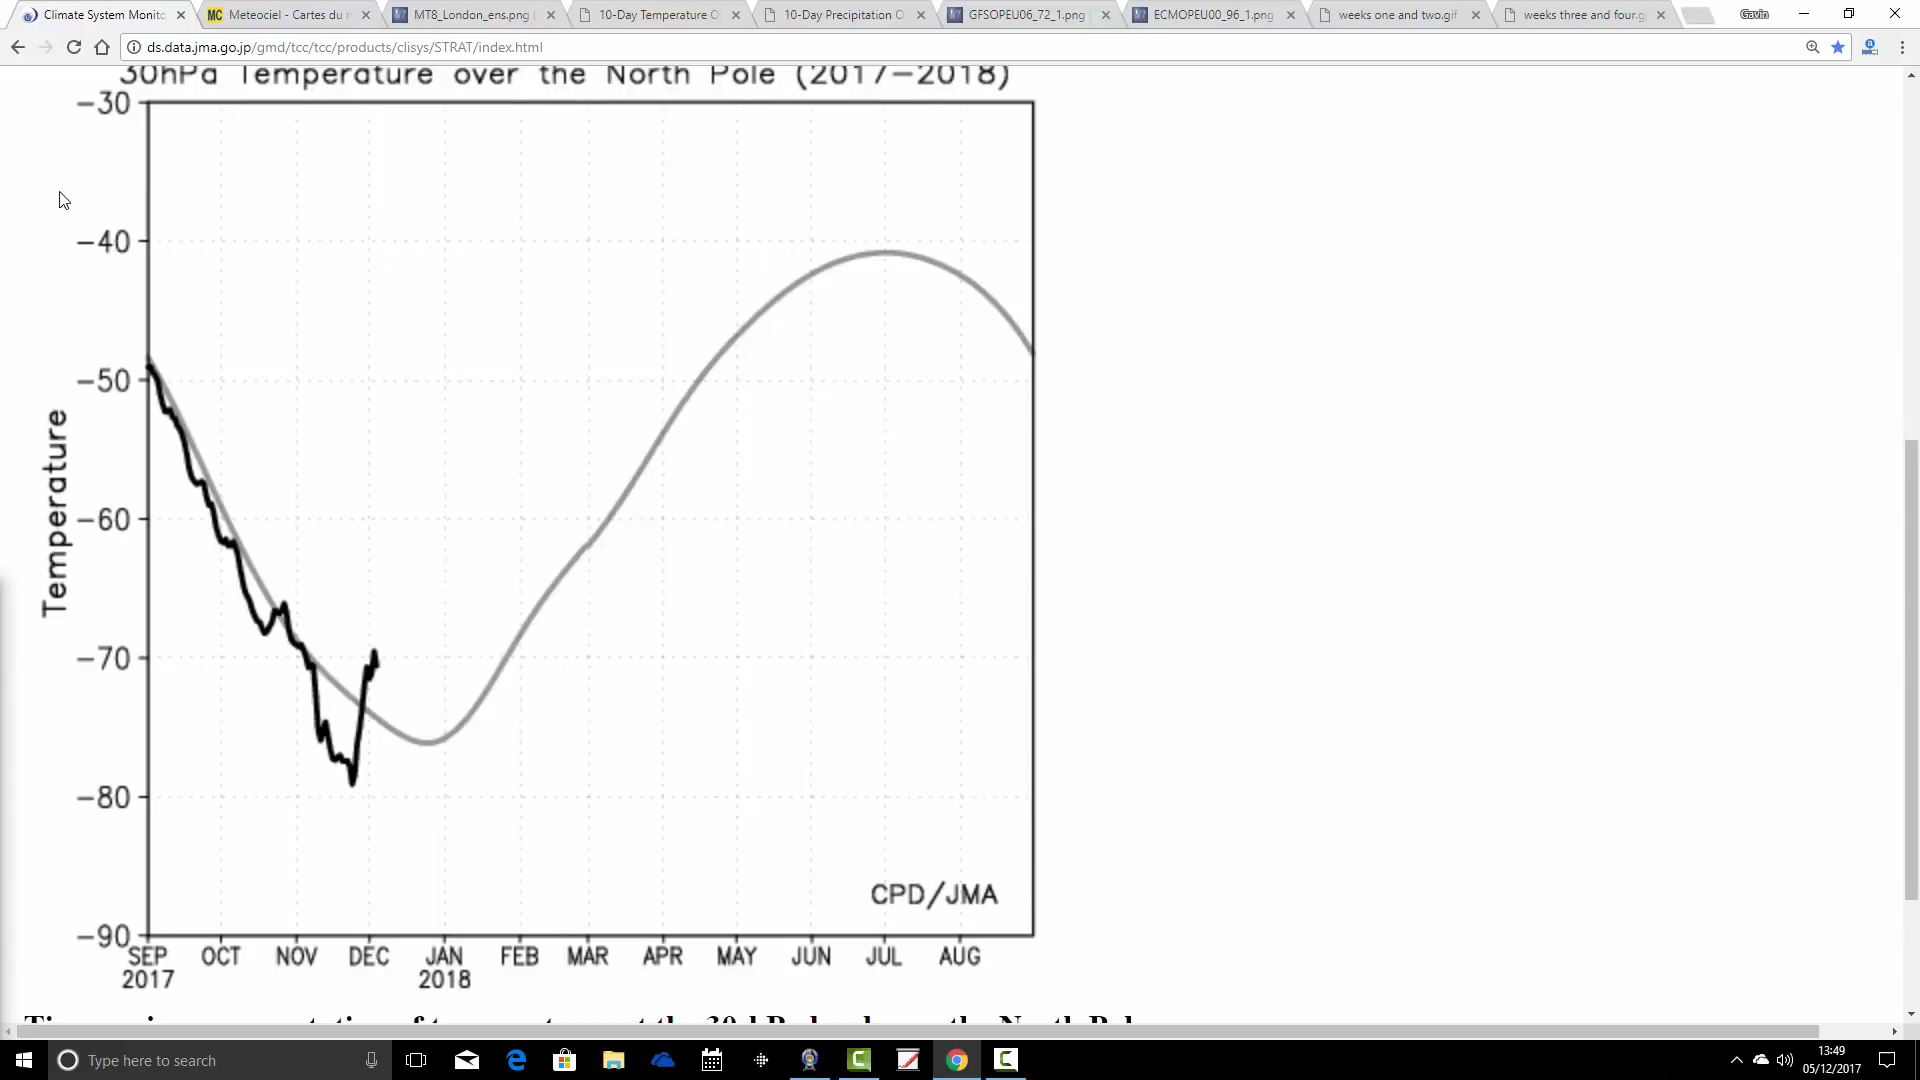 Climate System Monito
MC Meteociel - Cartes du m
MT8_London_ens.png
10-Day Temperature O
10-Day Precipitation O
GFSOPEU06_72_1.png
ECMOPEU00_96_1.png
weeks one and two.gif
weeks three and four.g
Gavin
ds.data.jma.go.jp/gmd/tcc/tcc/products/clisys/STRAT/index.html
30hPa Temperature over the North Pole (2017-2018)
-30
-40
-50
-60
-70
-80
-90
Temperature
CPD/JMA
SEP OCT NOV DEC JAN FEB MAR APR MAY JUN JUL AUG
2017 2018
Type here to search
13:49
05/12/2017